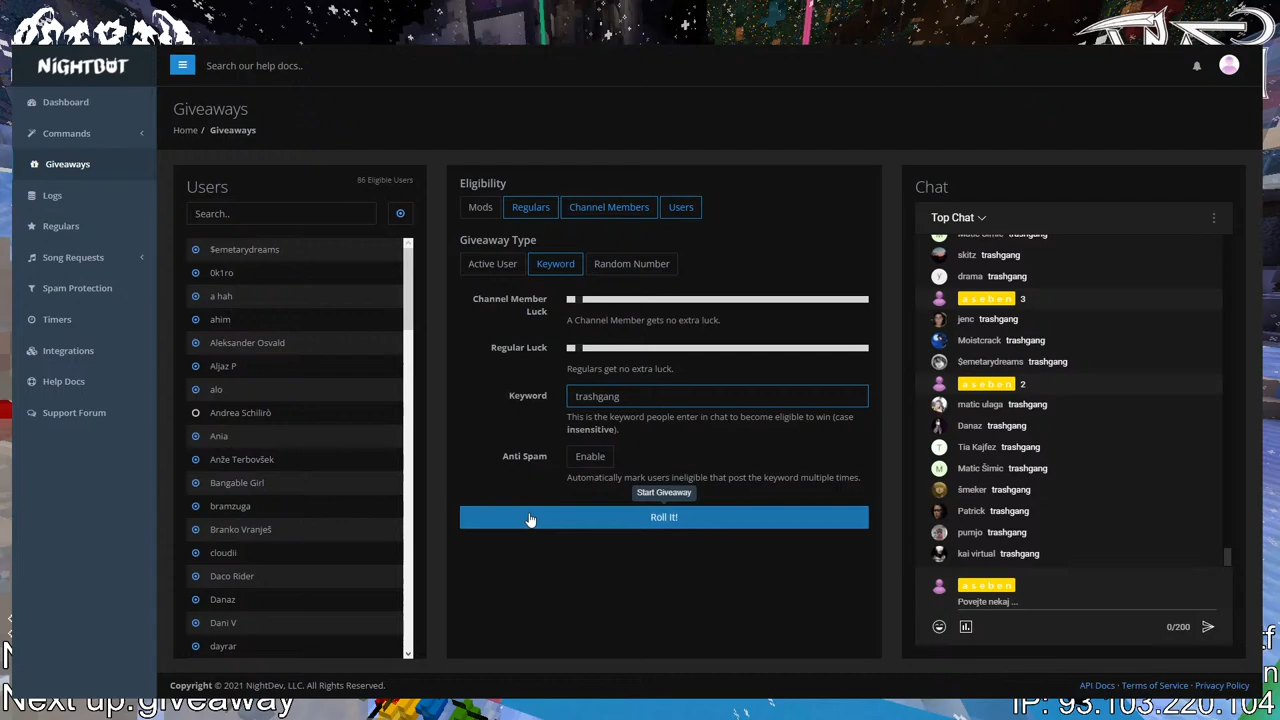 NiGHTBOT
Search our help docs..
Dashboard
Commands
Giveaways
Logs
Regulars
Song Requests
Spam Protection
Timers
Integrations
Help Docs
Support Forum
Giveaways
Home / Giveaways
Users
86 Eligible Users
Search..
$emetarydreams
0k1ro
a hah
ahim
Aleksander Osvald
Aljaz P
alo
Andrea Schilirò
Ania
Anže Terbovšek
Bangable Girl
bramzuga
Branko Vranješ
cloudii
Daco Rider
Danaz
Dani V
dayrar
Eligibility
Mods Regulars Channel Members Users
Giveaway Type
Active User Keyword Random Number
Channel Member
Luck
A Channel Member gets no extra luck.
Regular Luck
Regulars get no extra luck.
Keyword
trashgang
This is the keyword people enter in chat to become eligible to win (case
insensitive).
Anti Spam
Enable
Automatically mark users ineligible that post the keyword multiple times.
Start Giveaway
Roll It!
Chat
Top Chat
Matic Šimic trashgang
skitz trashgang
drama trashgang
a s e b e n 3
jenc trashgang
Moistcrack trashgang
$emetarydreams trashgang
a s e b e n 2
matic ulaga trashgang
Danaz trashgang
Tia Kajfez trashgang
Matic Šimic trashgang
šmeker trashgang
Patrick trashgang
pumjo trashgang
kai virtual trashgang
a s e b e n
Povejte nekaj ...
0/200
Copyright © 2021 NightDev, LLC. All Rights Reserved.
API Docs · Terms of Service · Privacy Policy
Next up:giveaway
IP: 93.103.220.104